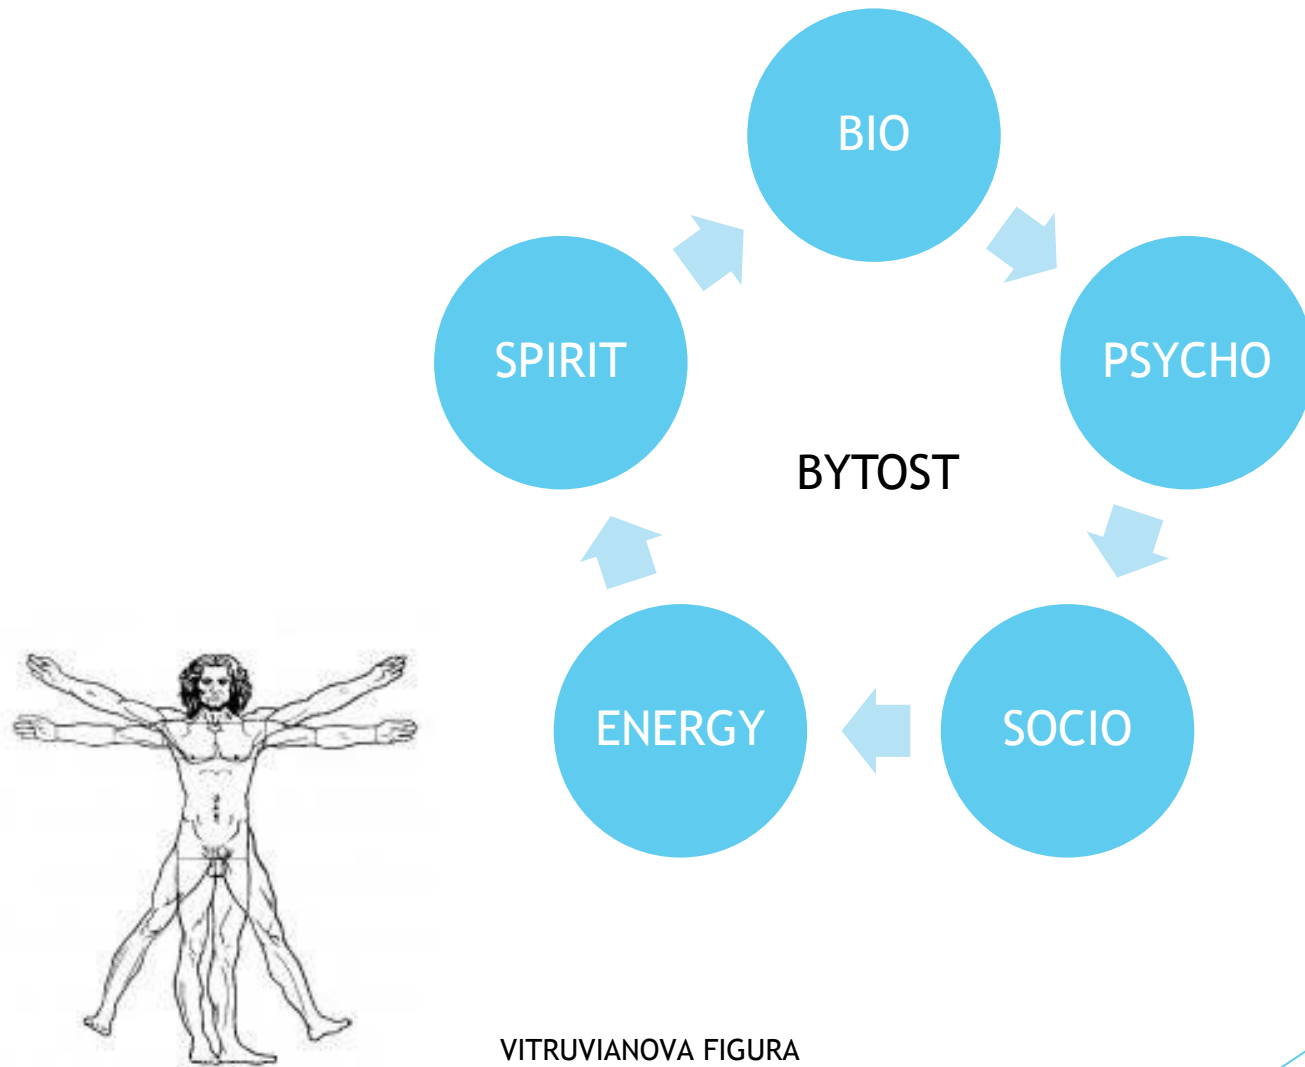 BIO
SPIRIT
PSYCHO
BYTOST
ENERGY
SOCIO
VITRUVIANOVA FIGURA